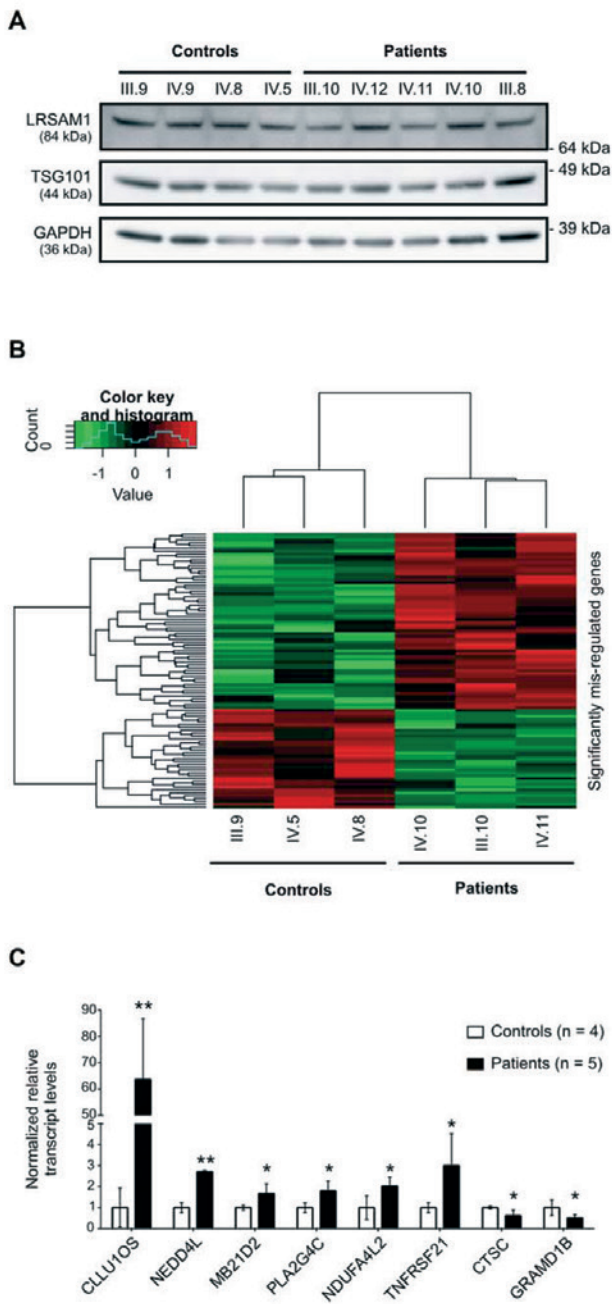 A
Controls Patients
III.9 IV.9 IV.8 IV.5 III.10 IV.12 IV.11 IV.10 III.8
LRSAM1
(84 kDa)
- 64 kDa
- 49 kDa
TSG101
(44 kDa)
- 39 kDa
GAPDH
(36 kDa)
B
Color key
and histogram
Count
0
-1 0 1
Value
Significantly mis-regulated genes
III.9 IV.5 IV.8 IV.10 III.10 IV.11
Controls Patients
C
Normalized relative
transcript levels
90
80
70
60
50
5
4
3
2
1
0
** ** * * * * * *
Controls (n = 4)
Patients (n = 5)
CLLU1OS NEDD4L MB21D2 PLA2G4C NDUFA4L2 TNFRSF21 CTSC GRAMD1B